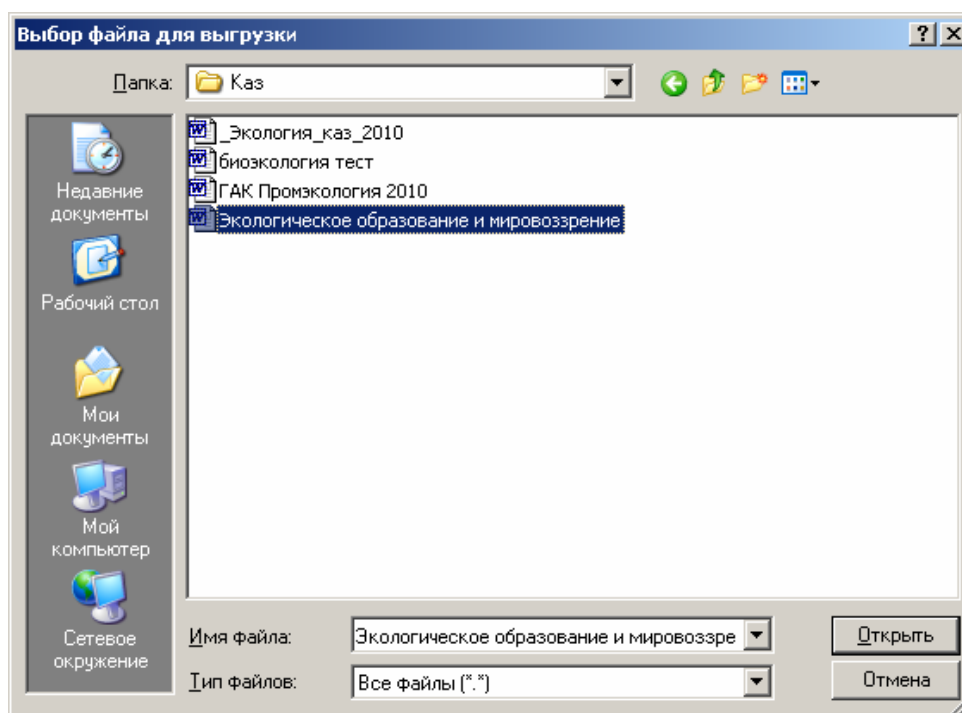 Выбор файла для выгрузки
Папка:
Каз
_Экология_каз_2010
биоэкология тест
ГАК Промэкология 2010
Экологическое образование и мировоззрение
Недавние
документы
Рабочий стол
Мои
документы
Мой
компьютер
Сетевое
окружение
Имя файла:
Экологическое образование и мировоззре
Открыть
Тип файлов:
Все файлы (*.*)
Отмена